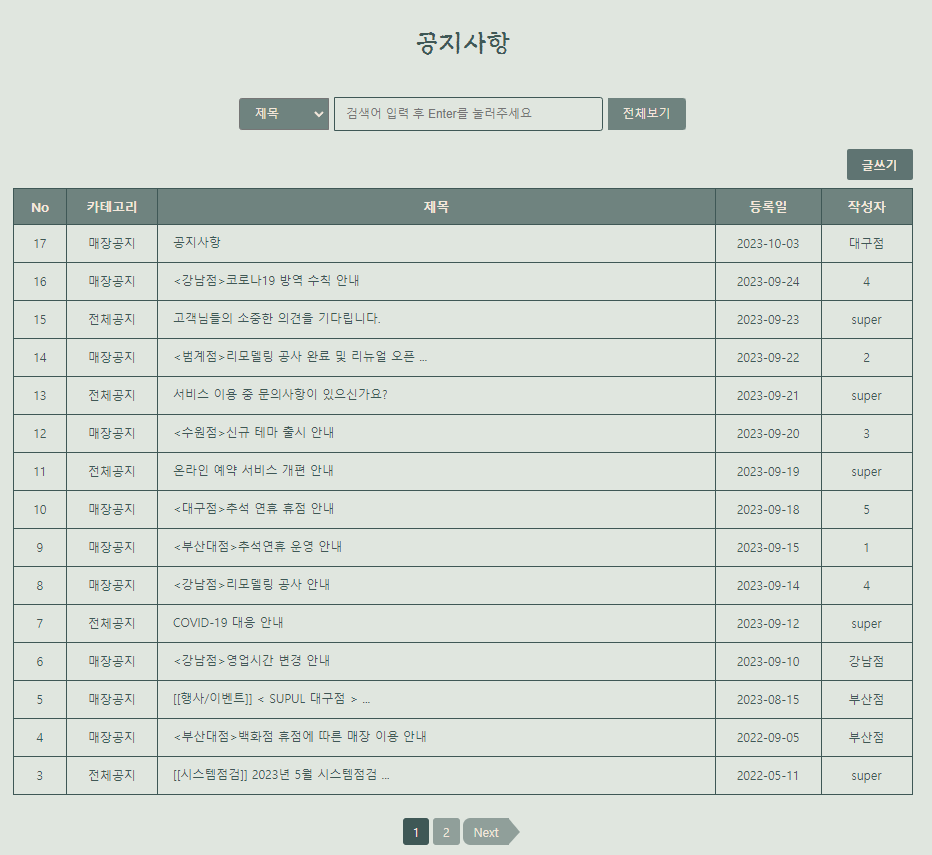 공지사항
제목 검색어 입력 후 Enter를 눌러주세요 전체보기
글쓰기
No 카테고리 제목 등록일 작성자
17 매장공지 공지사항 2023-10-03 대구점
16 매장공지 <강남점>코로나19 방역 수칙 안내 2023-09-24 4
15 전체공지 고객님들의 소중한 의견을 기다립니다. 2023-09-23 super
14 매장공지 <범계점>리모델링 공사 완료 및 리뉴얼 오픈 ... 2023-09-22 2
13 전체공지 서비스 이용 중 문의사항이 있으신가요? 2023-09-21 super
12 매장공지 <수원점>신규 테마 출시 안내 2023-09-20 3
11 전체공지 온라인 예약 서비스 개편 안내 2023-09-19 super
10 매장공지 <대구점>추석 연휴 휴점 안내 2023-09-18 5
9 매장공지 <부산대점>추석연휴 운영 안내 2023-09-15 1
8 매장공지 <강남점>리모델링 공사 안내 2023-09-14 4
7 전체공지 COVID-19 대응 안내 2023-09-12 super
6 매장공지 <강남점>영업시간 변경 안내 2023-09-10 강남점
5 매장공지 [[행사/이벤트]] < SUPUL 대구점 > ... 2023-08-15 부산점
4 매장공지 <부산대점>백화점 휴점에 따른 매장 이용 안내 2022-09-05 부산점
3 전체공지 [[시스템점검]] 2023년 5월 시스템점검 ... 2022-05-11 super
1 2 Next